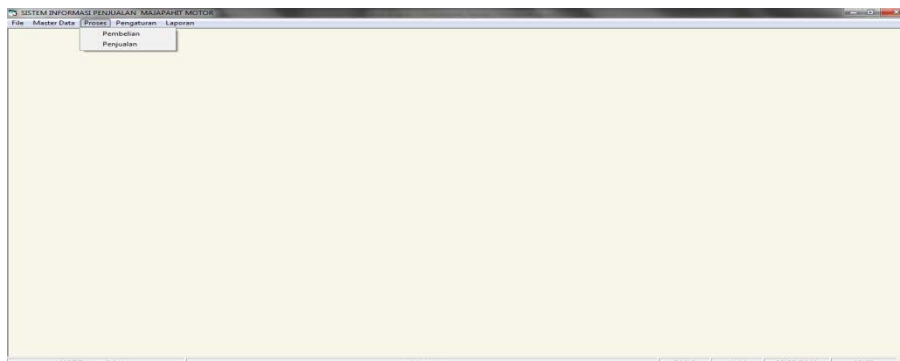 SISTEM INFORMASI PENJUALAN MAJAPAHIT MOTOR
File Master Data Proses Pengaturan Laporan
Pembelian
Penjualan